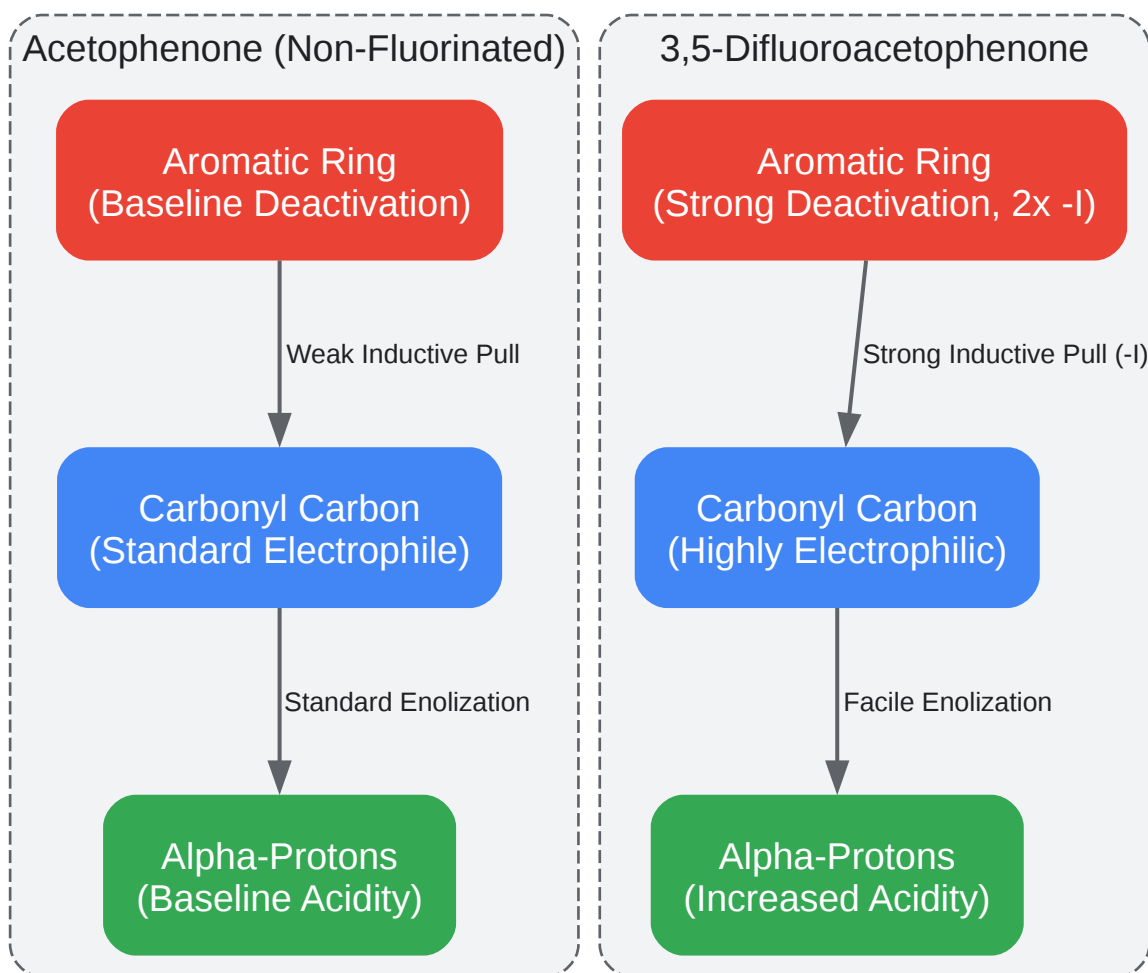 Acetophenone (Non-Fluorinated)
Aromatic Ring
(Baseline Deactivation)
Weak Inductive Pull
Carbonyl Carbon
(Standard Electrophile)
Standard Enolization
Alpha-Protons
(Baseline Acidity)
3,5-Difluoroacetophenone
Aromatic Ring
(Strong Deactivation, 2x -I)
Strong Inductive Pull (-I)
Carbonyl Carbon
(Highly Electrophilic)
Facile Enolization
Alpha-Protons
(Increased Acidity)